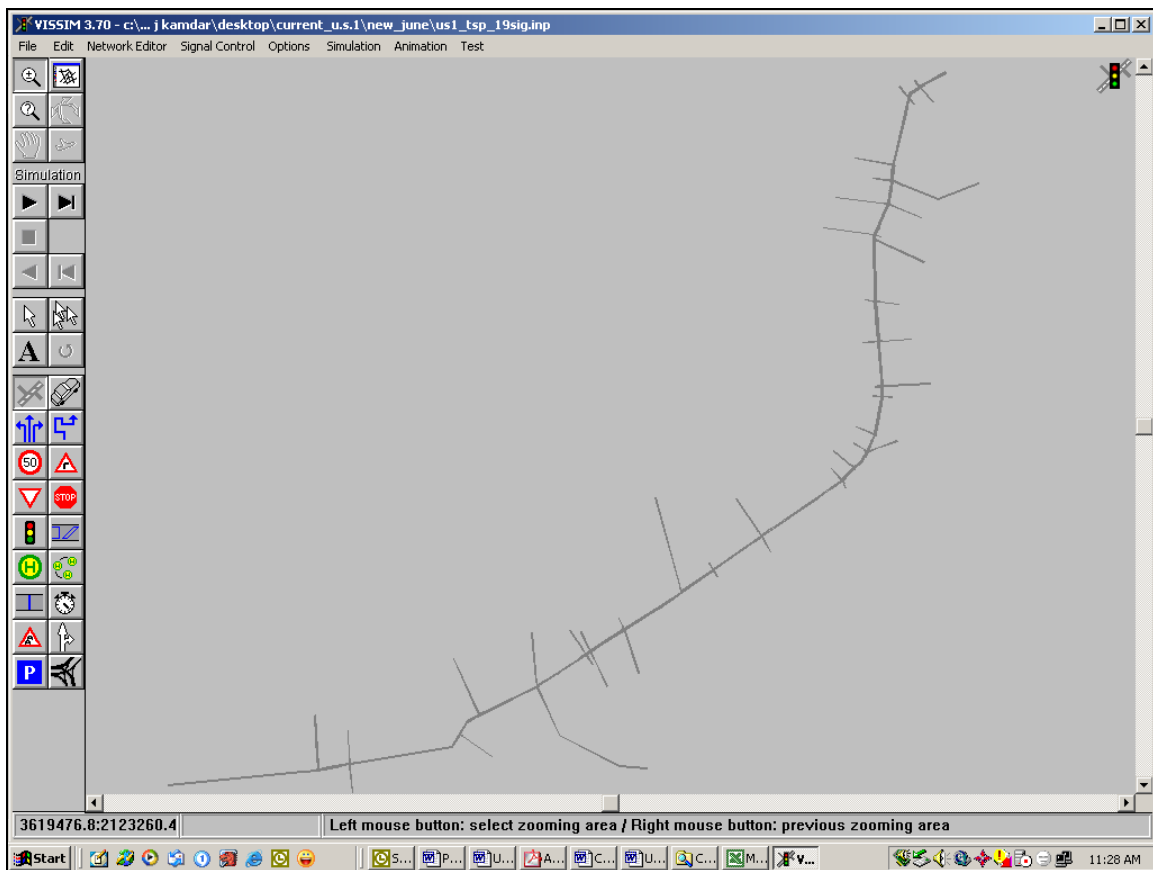 VISSIM 3.70 - c:\... j kamdar\desktop\current_u.s.1\new_june\us1_tsp_19sig.inp
File Edit Network Editor Signal Control Options Simulation Animation Test
Simulation
A
50
STOP
H
H
H
H
P
3619476.8:2123260.4 Left mouse button: select zooming area / Right mouse button: previous zooming area
Start S... P... U... A... C... U... C... M... V... 11:28 AM